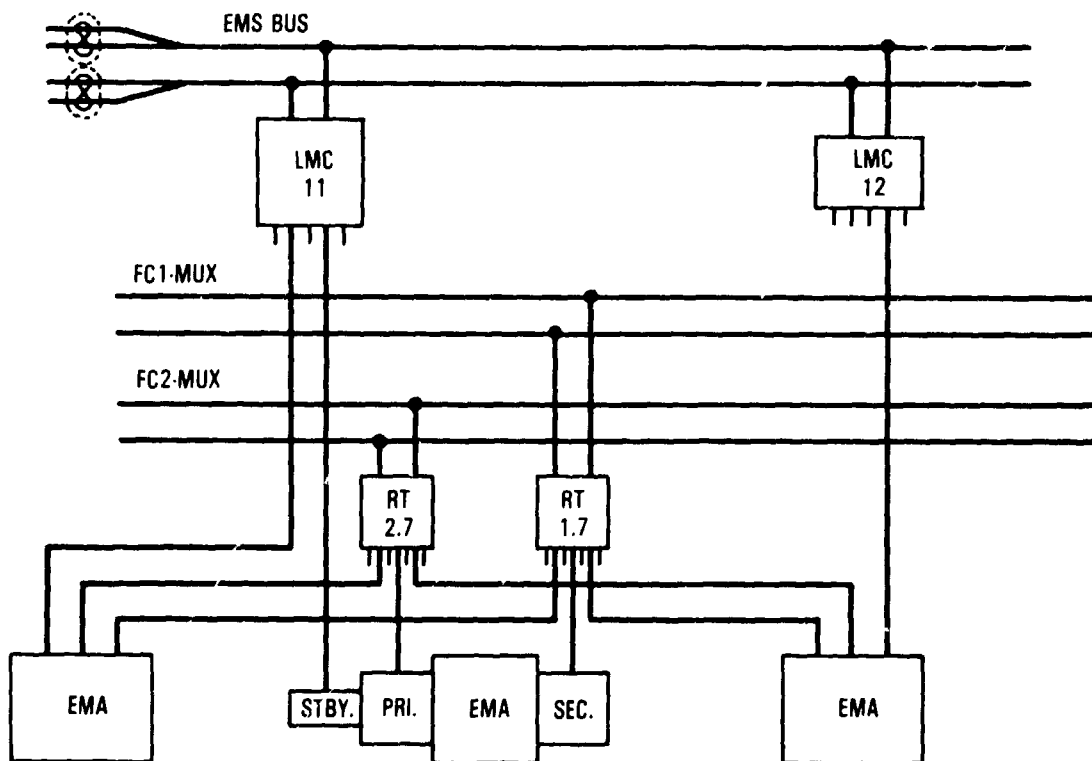 EMS BUS
LMC
11
LMC
12
FC1-MUX
FC2-MUX
RT
2.7
RT
1.7
EMA
STBY.
PRI.
EMA
SEC.
EMA